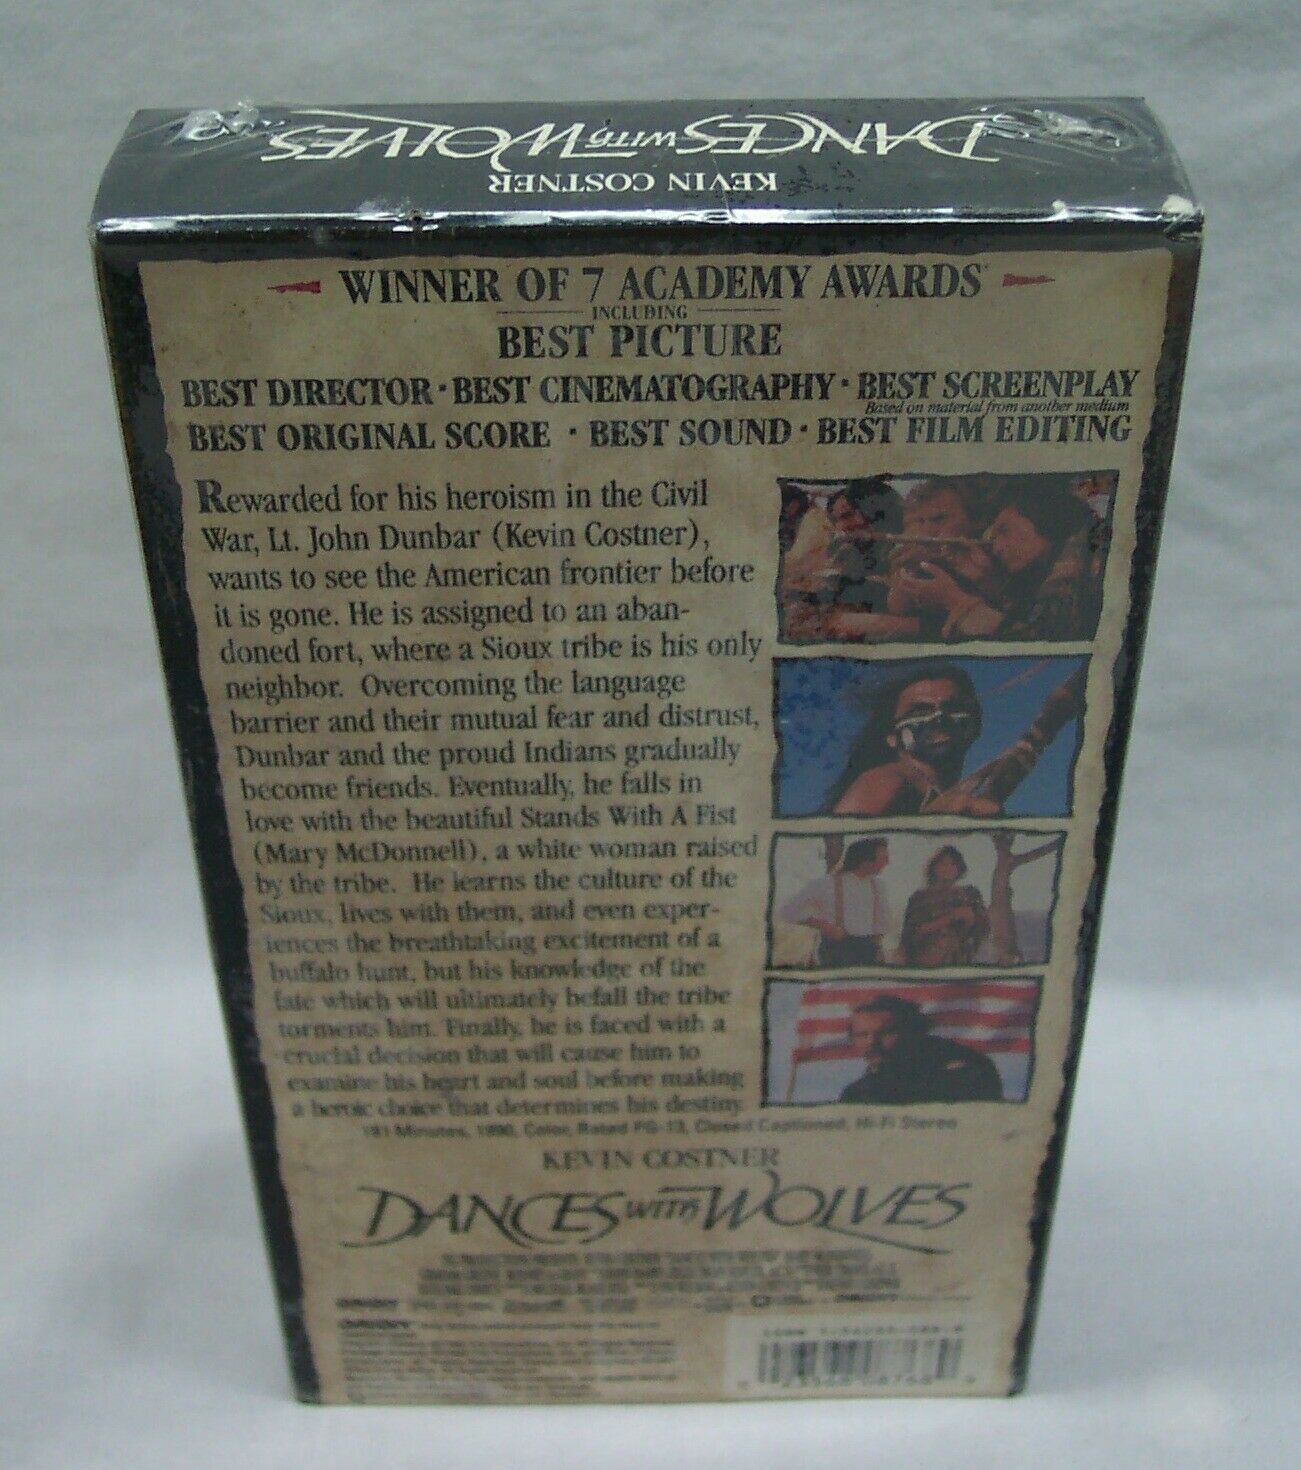 DANCES WITH WOLVES
KEVIN COSTNER
WINNER OF 7 ACADEMY AWARDS
INCLUDING
BEST PICTURE
BEST DIRECTOR · BEST CINEMATOGRAPHY · BEST SCREENPLAY
Based on material from another medium
BEST ORIGINAL SCORE · BEST SOUND · BEST FILM EDITING
Rewarded for his heroism in the Civil
War, Lt. John Dunbar (Kevin Costner),
wants to see the American frontier before
it is gone. He is assigned to an aban-
doned fort, where a Sioux tribe is his only
neighbor. Overcoming the language
barrier and their mutual fear and distrust,
Dunbar and the proud Indians gradually
become friends. Eventually, he falls in
love with the beautiful Stands With A Fist
(Mary McDonnell), a white woman raised
by the tribe. He learns the culture of the
Sioux, lives with them, and even exper-
iences the breathtaking excitement of a
buffalo hunt, but his knowledge of the
fate which will ultimately befall the tribe
torments him. Finally, he is faced with a
crucial decision that will cause him to
examine his heart and soul before making
a heroic choice that determines his destiny.
181 Minutes, 1990, Color, Rated PG-13, Closed Captioned, Hi-Fi Stereo
KEVIN COSTNER
DANCES WITH WOLVES